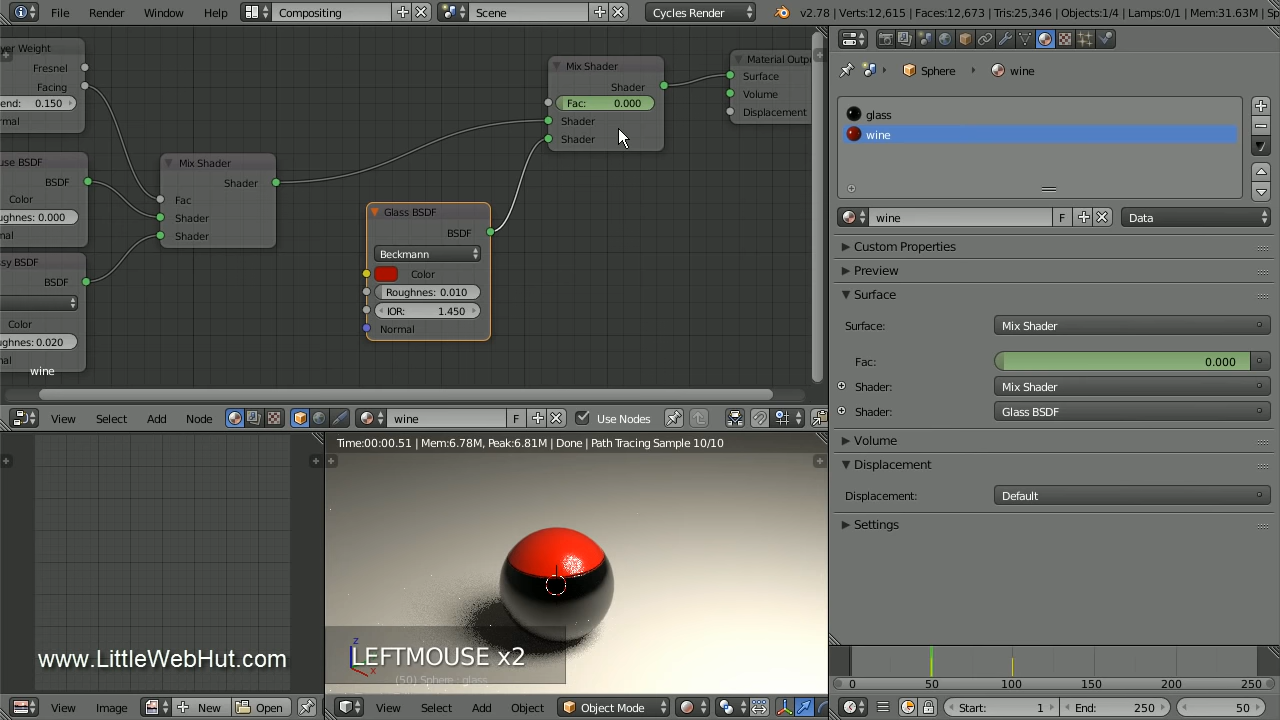 File
Render
Window
Help
Compositing
Scene
Cycles Render
v2.78 | Verts:12,615 | Faces:12,673 | Tris:25,346 | Objects:1/4 | Lamps:0/1 | Mem:31.63M | Sp
yer Weight
Fresnel
Facing
end: 0.150
rmal
use BSDF
BSDF
Color
ughnes: 0.000
mal
sy BSDF
BSDF
Color
ughnes: 0.020
mal
wine
Mix Shader
Shader
Fac
Shader
Shader
Glass BSDF
BSDF
Beckmann
Color
Roughnes: 0.010
IOR: 1.450
Normal
Mix Shader
Shader
Fac: 0.000
Shader
Shader
Material Outpu
Surface
Volume
Displacement
View
Select
Add
Node
wine
F
Use Nodes
Sphere
wine
glass
wine
wine
F
Data
Custom Properties
Preview
Surface
Surface:
Mix Shader
Fac:
0.000
Shader:
Mix Shader
Shader:
Glass BSDF
Volume
Displacement
Displacement:
Default
Settings
Time:00:00.51 | Mem:6.78M, Peak:6.81M | Done | Path Tracing Sample 10/10
www.LittleWebHut.com
z
x
LEFTMOUSE x2
(50) Sphere : glass
View
Image
New
Open
View
Select
Add
Object
Object Mode
0 50 100 150 200 250
Start: 1
End: 250
50